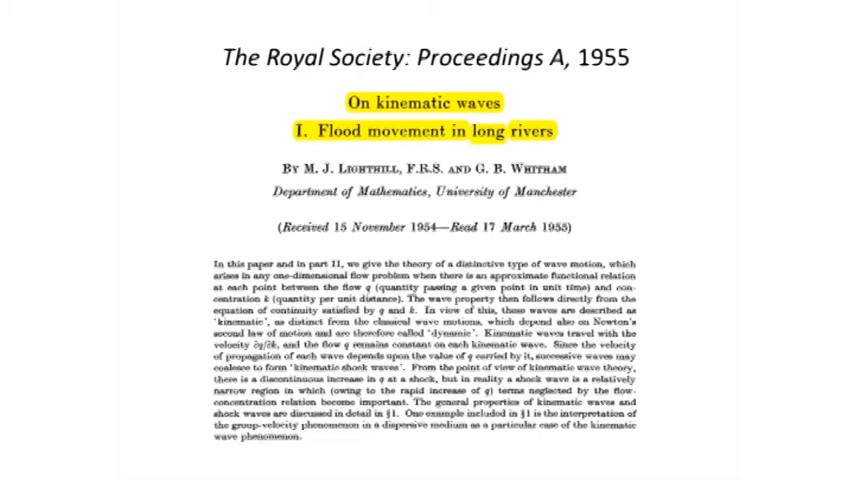 The Royal Society: Proceedings A, 1955
On kinematic waves
I. Flood movement in long rivers
By M. J. Lighthill, F.R.S. and G. B. Whitham
Department of Mathematics, University of Manchester
(Received 15 November 1954—Read 17 March 1955)
In this paper and in part II, we give the theory of a distinctive type of wave motion, which
arises in any one-dimensional flow problem when there is an approximate functional relation
at each point between the flow q (quantity passing a given point in unit time) and con-
centration k (quantity per unit distance). The wave property then follows directly from the
equation of continuity satisfied by q and k. In view of this, these waves are described as
'kinematic', as distinct from the classical wave motions, which depend also on Newton's
second law of motion and are therefore called 'dynamic'. Kinematic waves travel with the
velocity ∂q/∂k, and the flow q remains constant on each kinematic wave. Since the velocity
of propagation of each wave depends upon the value of q carried by it, successive waves may
coalesce to form 'kinematic shock waves'. From the point of view of kinematic wave theory,
there is a discontinuous increase in q at a shock, but in reality a shock wave is a relatively
narrow region in which (owing to the rapid increase of q) terms neglected by the flow-
concentration relation become important. The general properties of kinematic waves and
shock waves are discussed in detail in §1. One example included in §1 is the interpretation of
the group-velocity phenomenon in a dispersive medium as a particular case of the kinematic
wave phenomenon.